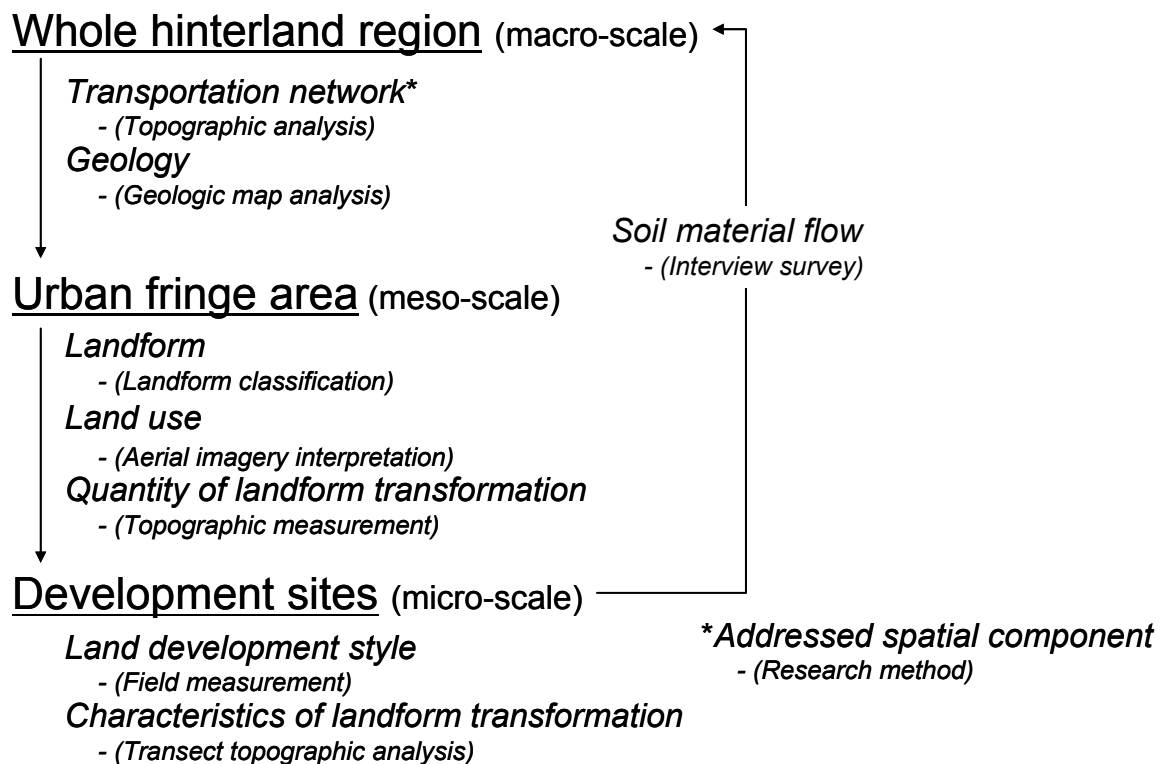 Whole hinterland region (macro-scale)
Transportation network*
- (Topographic analysis)
Geology
- (Geologic map analysis)
Soil material flow
- (Interview survey)
Urban fringe area (meso-scale)
Landform
- (Landform classification)
Land use
- (Aerial imagery interpretation)
Quantity of landform transformation
- (Topographic measurement)
Development sites (micro-scale)
Land development style
- (Field measurement)
Characteristics of landform transformation
- (Transect topographic analysis)
*Addressed spatial component
- (Research method)